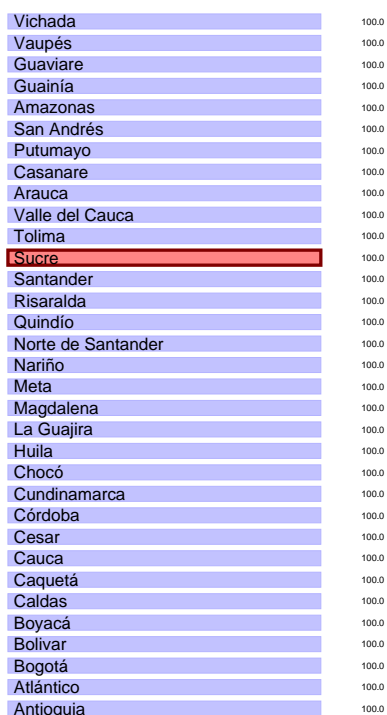 Vichada 100.0
Vaupés 100.0
Guaviare 100.0
Guainía 100.0
Amazonas 100.0
San Andrés 100.0
Putumayo 100.0
Casanare 100.0
Arauca 100.0
Valle del Cauca 100.0
Tolima 100.0
Sucre 100.0
Santander 100.0
Risaralda 100.0
Quindío 100.0
Norte de Santander 100.0
Nariño 100.0
Meta 100.0
Magdalena 100.0
La Guajira 100.0
Huila 100.0
Chocó 100.0
Cundinamarca 100.0
Córdoba 100.0
Cesar 100.0
Cauca 100.0
Caquetá 100.0
Caldas 100.0
Boyacá 100.0
Bolivar 100.0
Bogotá 100.0
Atlántico 100.0
Antioquia 100.0